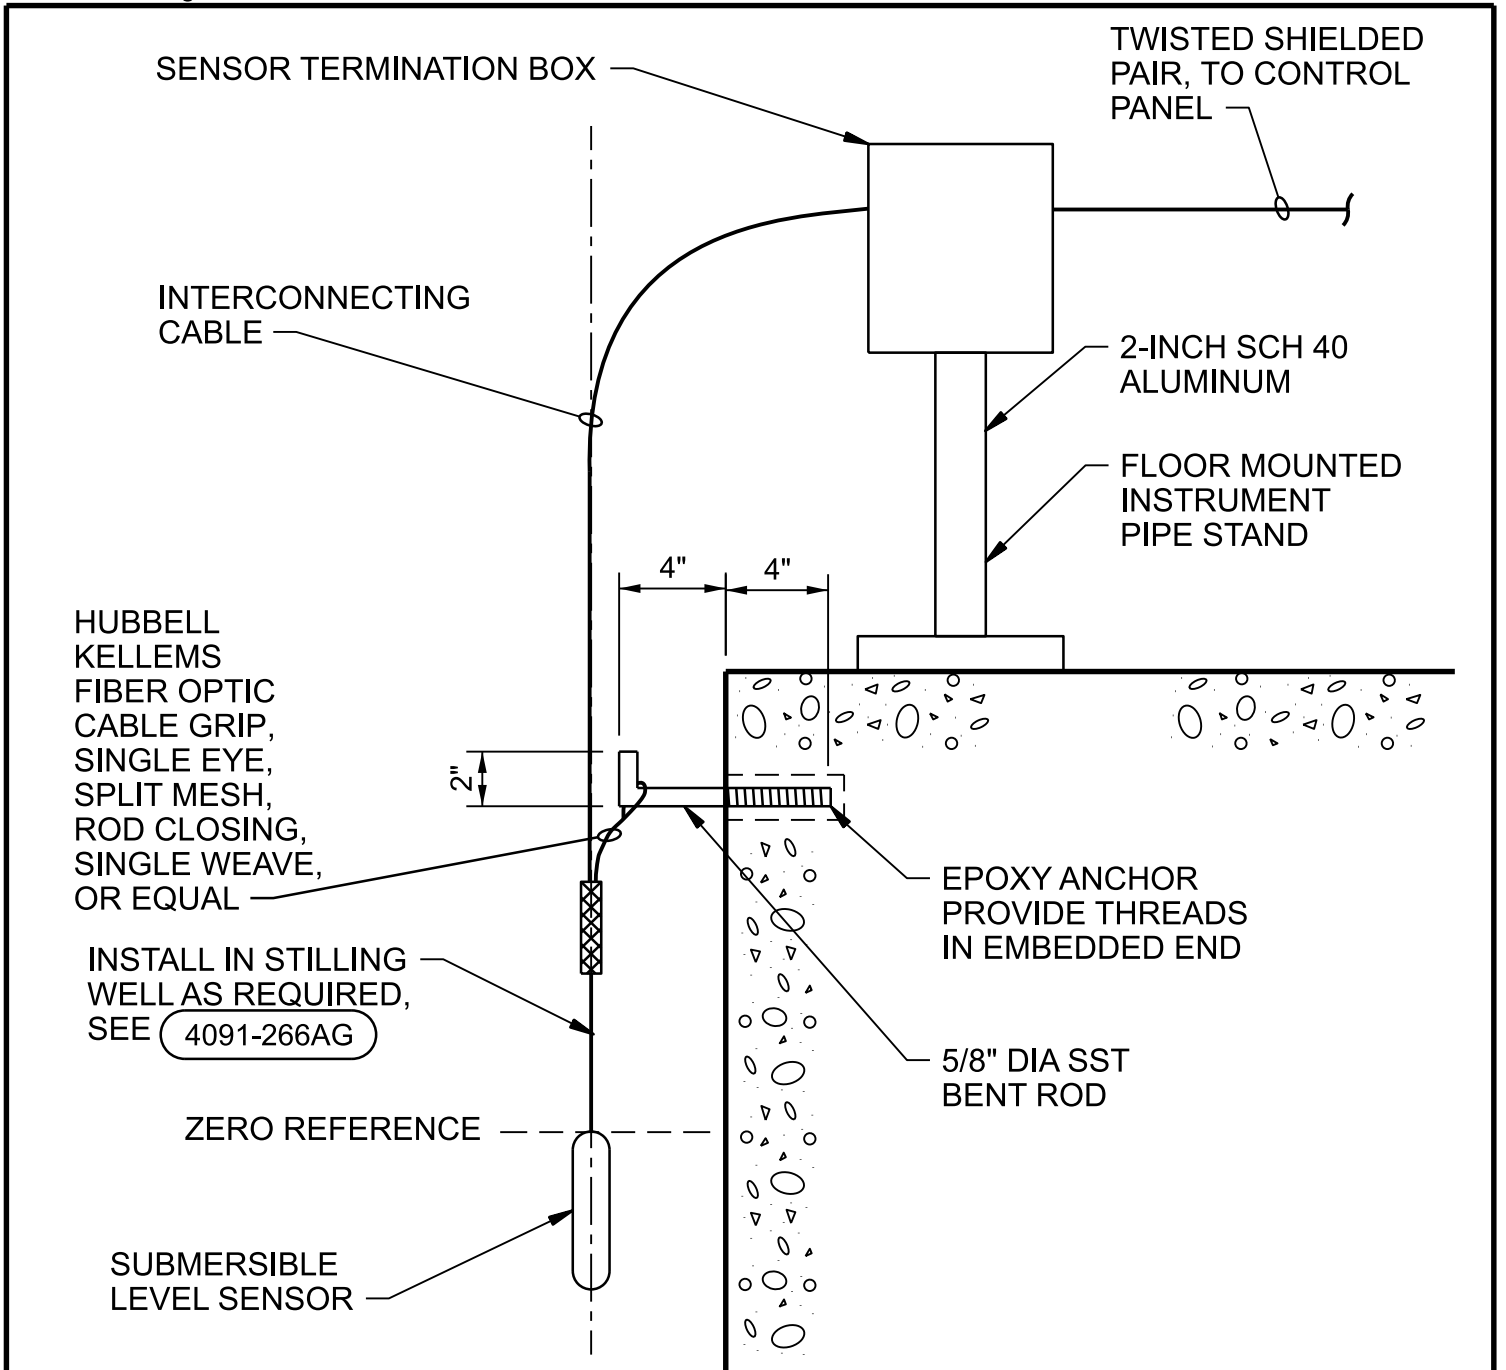 SENSOR TERMINATION BOX
TWISTED SHIELDED
PAIR, TO CONTROL
PANEL
INTERCONNECTING
CABLE
2-INCH SCH 40
ALUMINUM
FLOOR MOUNTED
INSTRUMENT
PIPE STAND
4"
4"
HUBBELL
KELLEMS
FIBER OPTIC
CABLE GRIP,
SINGLE EYE,
SPLIT MESH,
ROD CLOSING,
SINGLE WEAVE,
OR EQUAL
2"
EPOXY ANCHOR
PROVIDE THREADS
IN EMBEDDED END
INSTALL IN STILLING
WELL AS REQUIRED,
SEE 4091-266AG
5/8" DIA SST
BENT ROD
ZERO REFERENCE
SUBMERSIBLE
LEVEL SENSOR